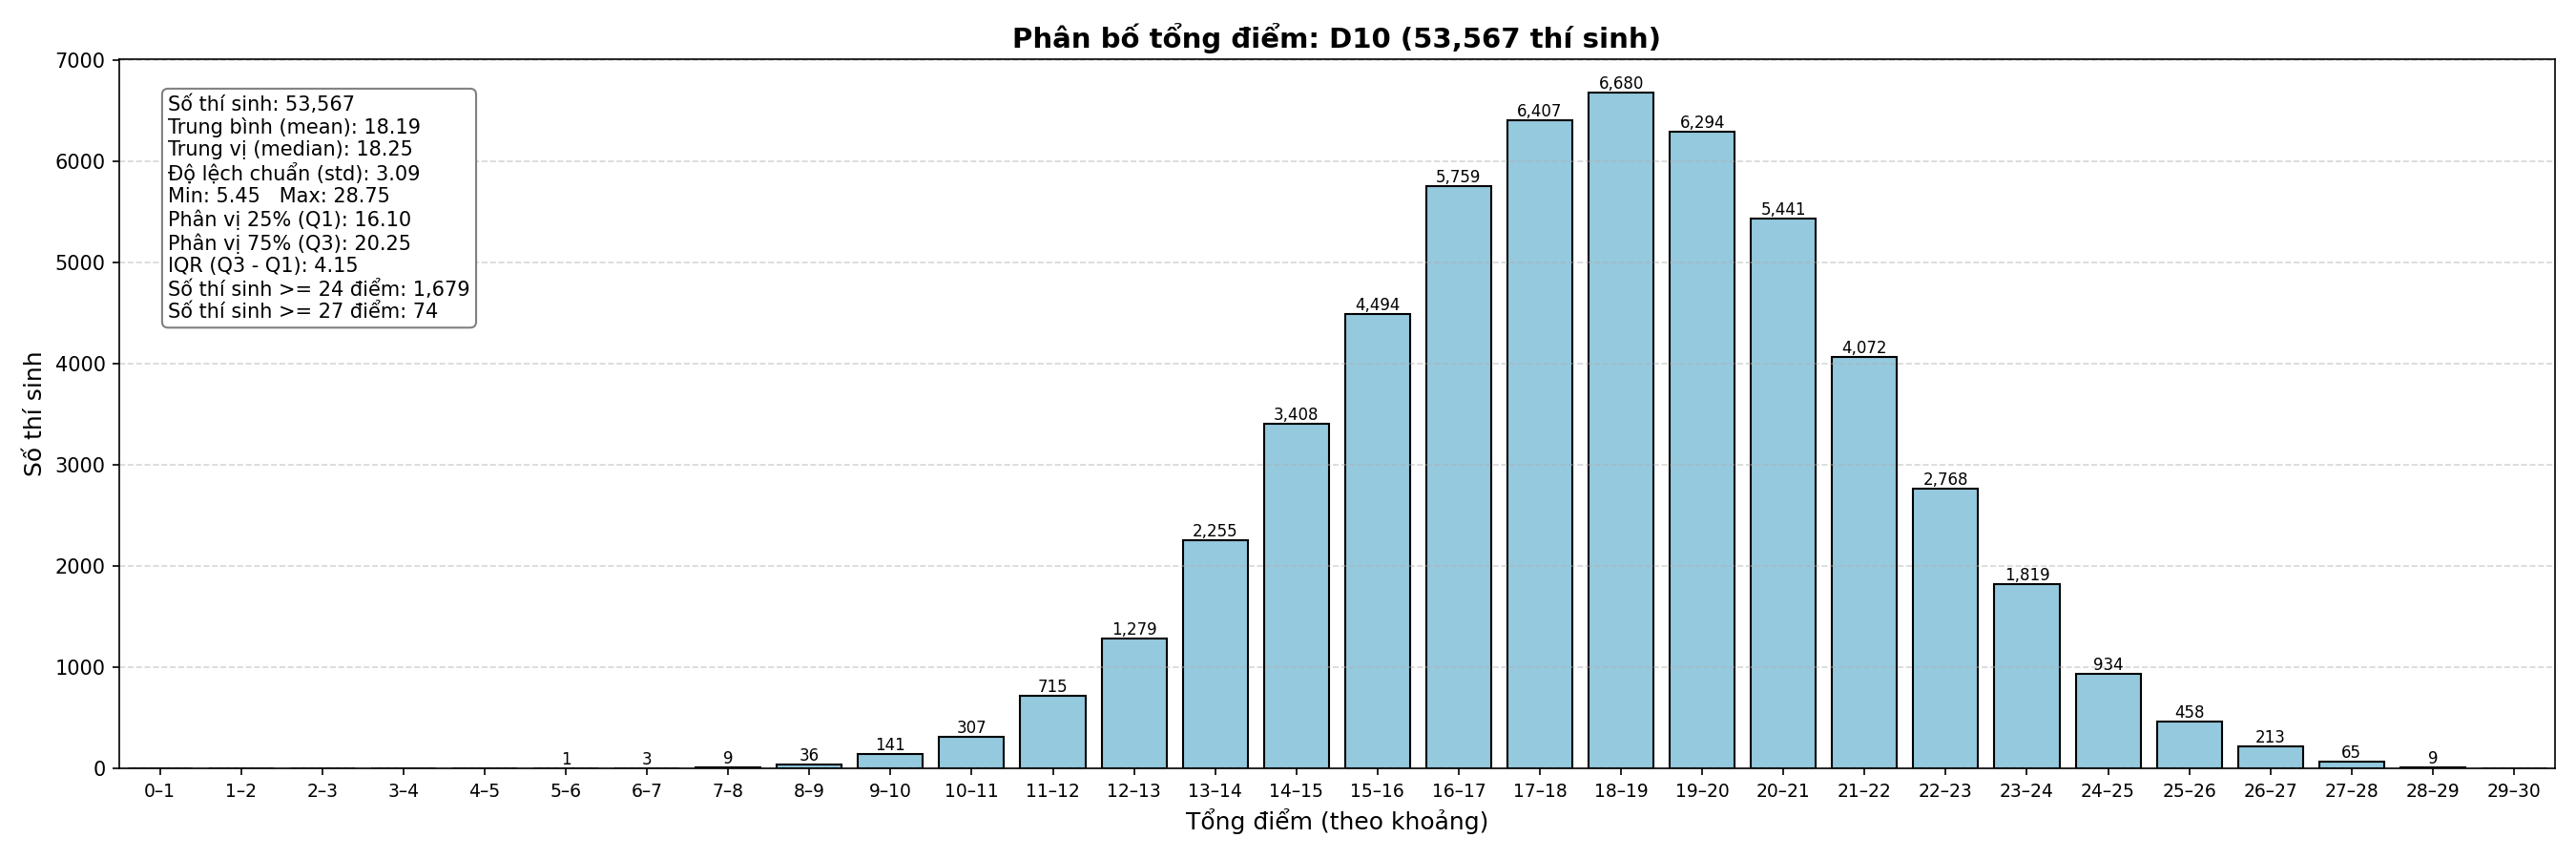 Phân bố tổng điểm: D10 (53,567 thí sinh)
Số thí sinh: 53,567
Trung bình (mean): 18.19
Trung vị (median): 18.25
Độ lệch chuẩn (std): 3.09
Min: 5.45   Max: 28.75
Phân vị 25% (Q1): 16.10
Phân vị 75% (Q3): 20.25
IQR (Q3 - Q1): 4.15
Số thí sinh >= 24 điểm: 1,679
Số thí sinh >= 27 điểm: 74
Số thí sinh
7000
6000
5000
4000
3000
2000
1000
0
1
3
9
36
141
307
715
1,279
2,255
3,408
4,494
5,759
6,407
6,680
6,294
5,441
4,072
2,768
1,819
934
458
213
65
9
0–1 1–2 2–3 3–4 4–5 5–6 6–7 7–8 8–9 9–10 10–11 11–12 12–13 13–14 14–15 15–16 16–17 17–18 18–19 19–20 20–21 21–22 22–23 23–24 24–25 25–26 26–27 27–28 28–29 29–30
Tổng điểm (theo khoảng)